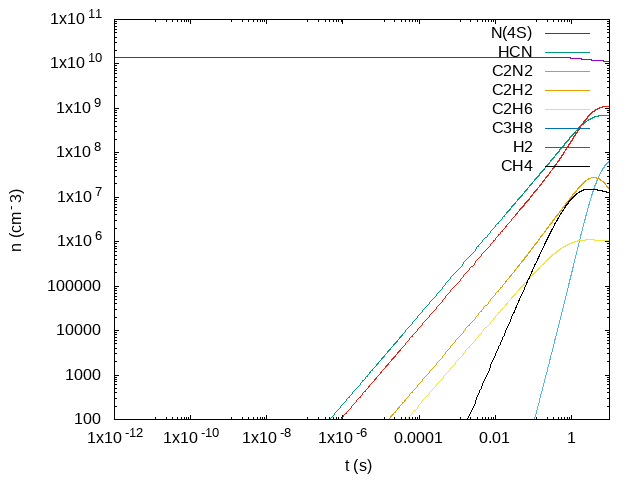 1x10^11
1x10^10
1x10^9
1x10^8
1x10^7
1x10^6
100000
10000
1000
100
n (cm^-3)
N(4S)
HCN
C2N2
C2H2
C2H6
C3H8
H2
CH4
1x10^-12 1x10^-10 1x10^-8 1x10^-6 0.0001 0.01 1
t (s)